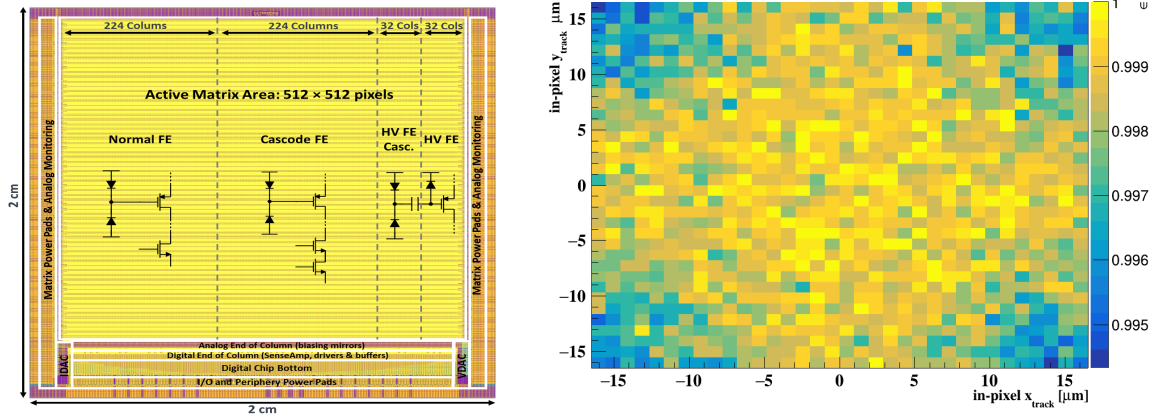 224 Colums
224 Columns
32 Cols
32 Cols
Active Matrix Area: 512 × 512 pixels
Normal FE
Cascode FE
HV FE
Casc.
HV FE
Matrix Power Pads & Analog Monitoring
Matrix Power Pads & Analog Monitoring
2 cm
Analog End of Column (biasing mirrors)
Digital End of Column (SenseAmp, drivers & buffers)
Digital Chip Bottom
I/O and Periphery Power Pads
IDAC
VDAC
2 cm
in-pixel y_track μm
15
10
5
0
−5
−10
−15
−15
−10
−5
0
5
10
15
in-pixel x_track [μm]
1
0.999
0.998
0.997
0.996
0.995